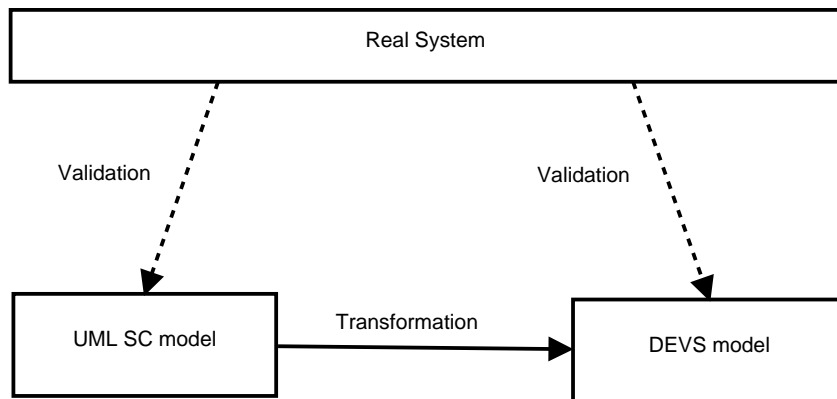 Real System
Validation
Validation
UML SC model
Transformation
DEVS model